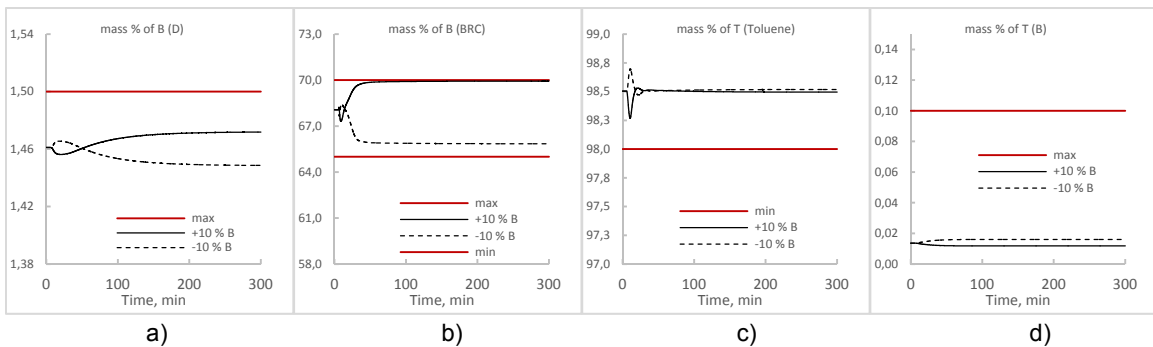 mass % of B (D)
1,54
1,50
1,46
1,42
1,38
max
+10 % B
-10 % B
0 100 200 300
Time, min
a)
mass % of B (BRC)
73,0
70,0
67,0
64,0
61,0
58,0
max
+10 % B
-10 % B
min
0 100 200 300
Time, min
b)
mass % of T (Toluene)
99,0
98,8
98,5
98,3
98,0
97,8
97,5
97,3
97,0
min
+10 % B
-10 % B
0 100 200 300
Time, min
c)
mass % of T (B)
0,14
0,12
0,10
0,08
0,06
0,04
0,02
0,00
max
+10 % B
-10 % B
0 100 200 300
Time, min
d)